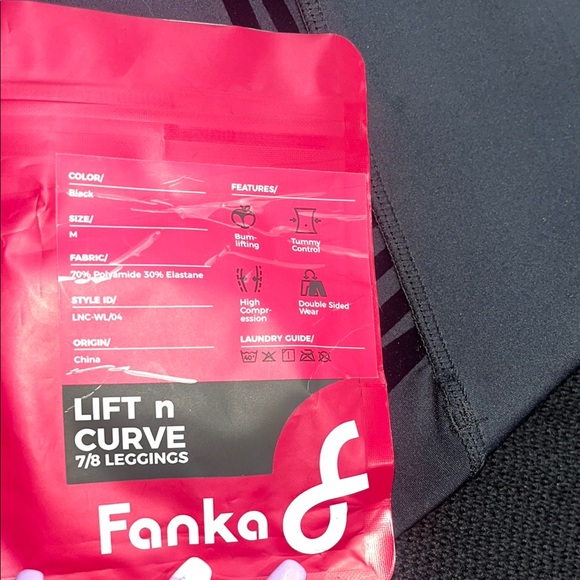 COLOR/
Black
SIZE/
M
FABRIC/
70% Polyamide 30% Elastane
STYLE ID/
LNC-WL/04
ORIGIN/
China
FEATURES/
Bum-
lifting
Tummy
Control
High
Compr-
ession
Double Sided
Wear
LAUNDRY GUIDE/
40°
LIFT n
CURVE
7/8 LEGGINGS
Fanka